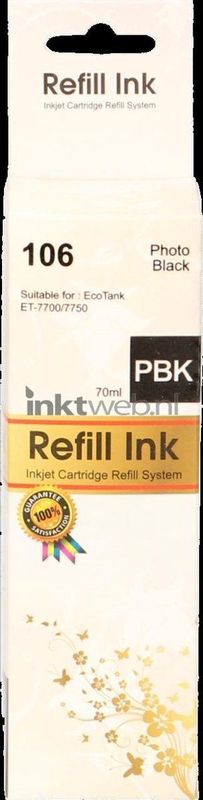 Refill Ink
Inkjet Cartridge Refill System
106
Photo
Black
Suitable for : EcoTank
ET-7700/7750
PBK
70ml
inktweb.nl
Refill Ink
Inkjet Cartridge Refill System
GUARANTEE
100%
SATISFACTION